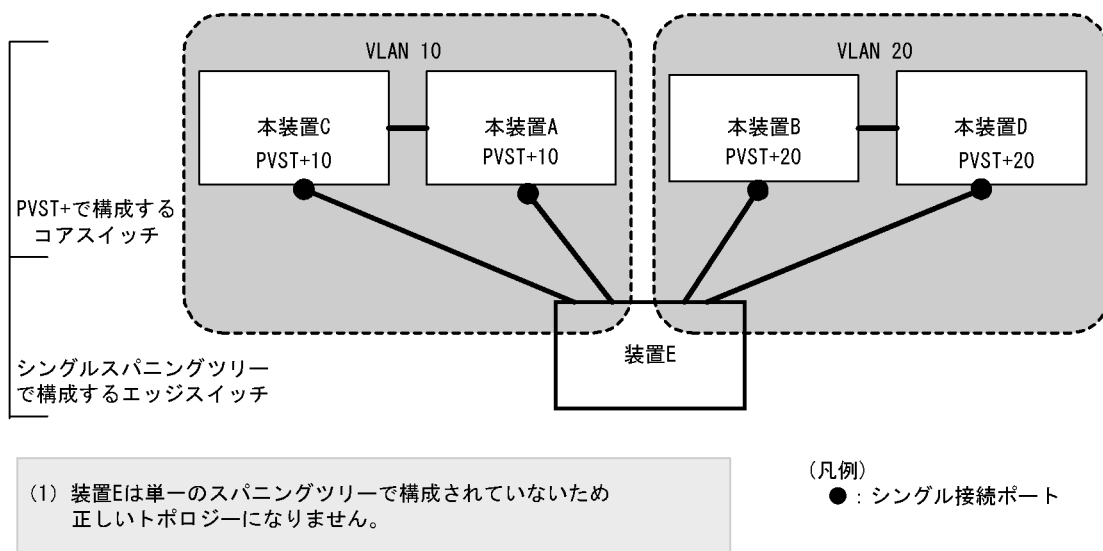 VLAN 10
VLAN 20
本装置C
PVST+10
本装置A
PVST+10
本装置B
PVST+20
本装置D
PVST+20
PVST+で構成する
コアスイッチ
装置E
シングルスパニングツリー
で構成するエッジスイッチ
(1) 装置Eは単一のスパニングツリーで構成されていないため
正しいトポロジーになりません。
(凡例)
●：シングル接続ポート